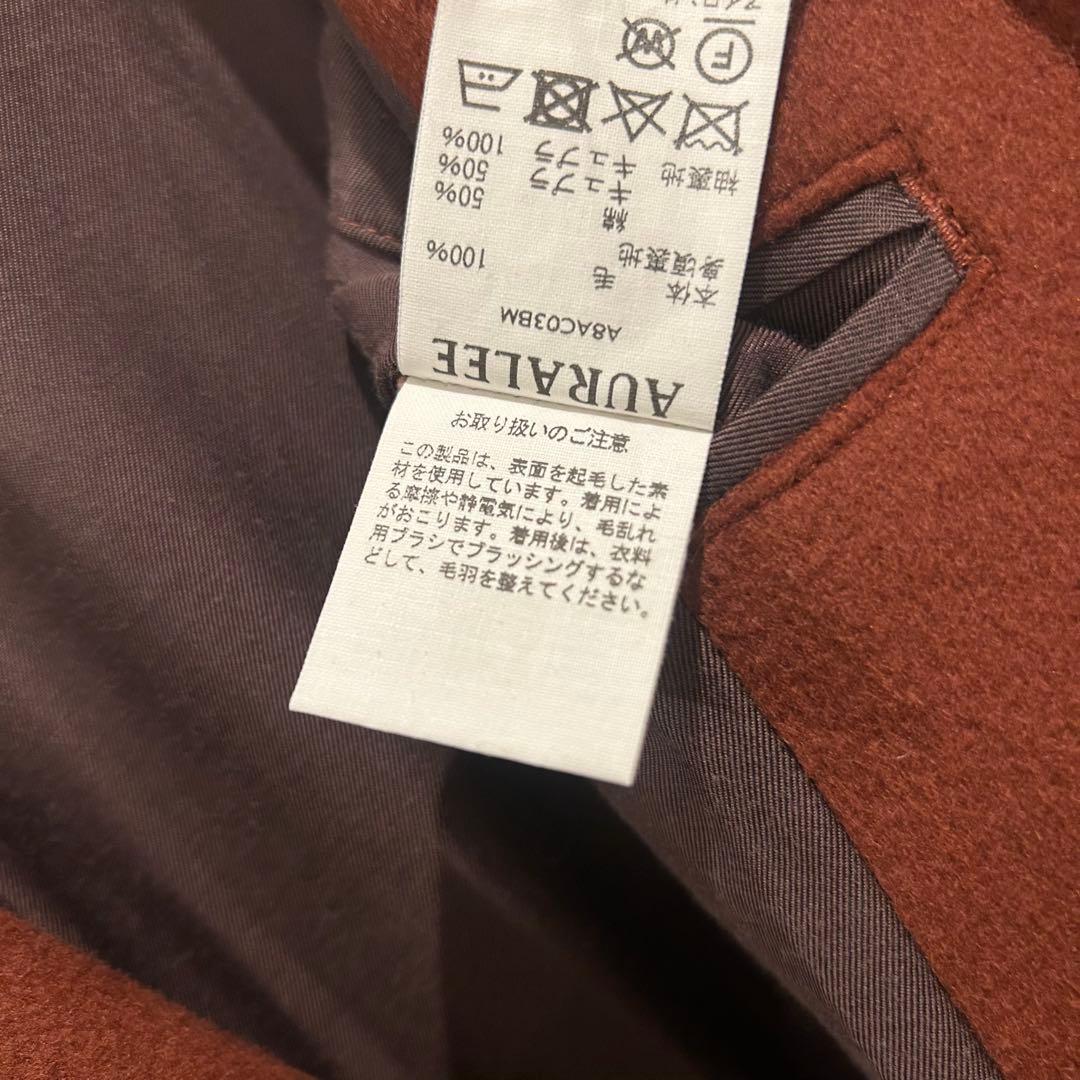 AURALEE
A8AC03BM
本体 毛 100%
身頃裏地 綿 50%
キュプラ 50%
袖裏地 キュプラ 100%
F
W
お取り扱いのご注意
この製品は、表面を起毛した素
材を使用しています。着用によ
る摩擦や静電気により、毛乱れ
がおこります。着用後は、衣料
用ブラシでブラッシングするな
どして、毛羽を整えてください。